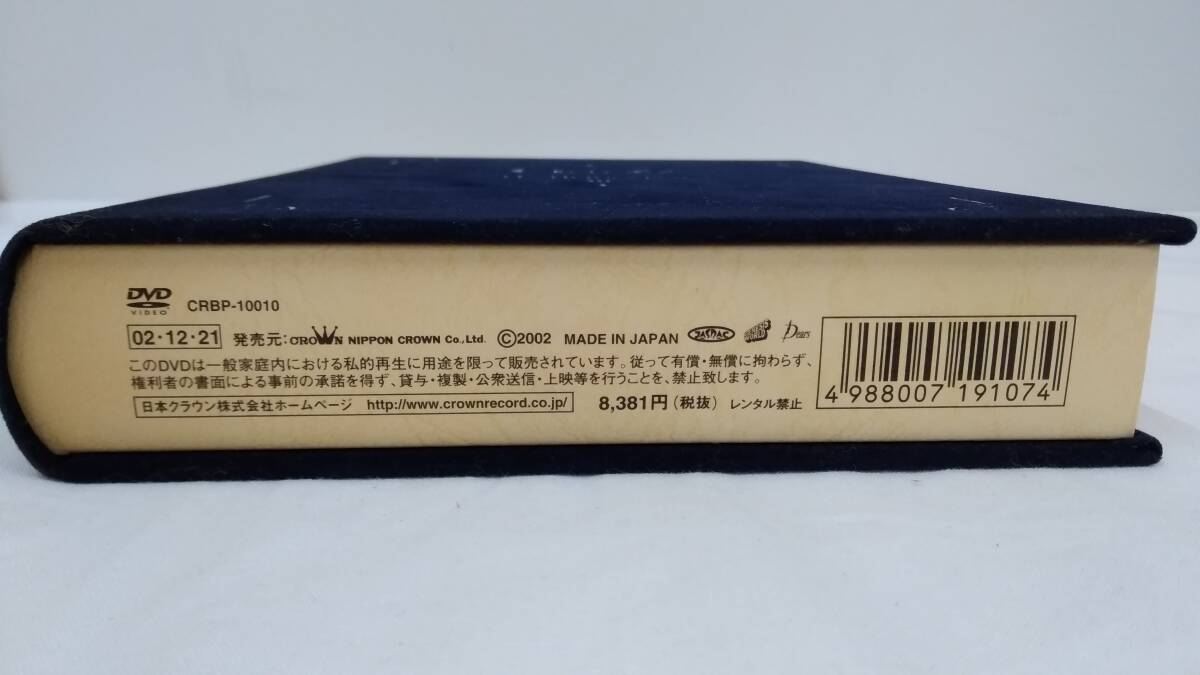 DVD
VIDEO
CRBP-10010
02・12・21 発売元: CROWN NIPPON CROWN Co.,Ltd. Ⓒ2002 MADE IN JAPAN JASRAC Dears
このDVDは一般家庭内における私的再生に用途を限って販売されています。従って有償・無償に拘わらず、
権利者の書面による事前の承諾を得ず、貸与・複製・公衆送信・上映等を行うことを、禁止致します。
日本クラウン株式会社ホームページ http://www.crownrecord.co.jp/ 8,381円(税抜) レンタル禁止
4 988007 191074